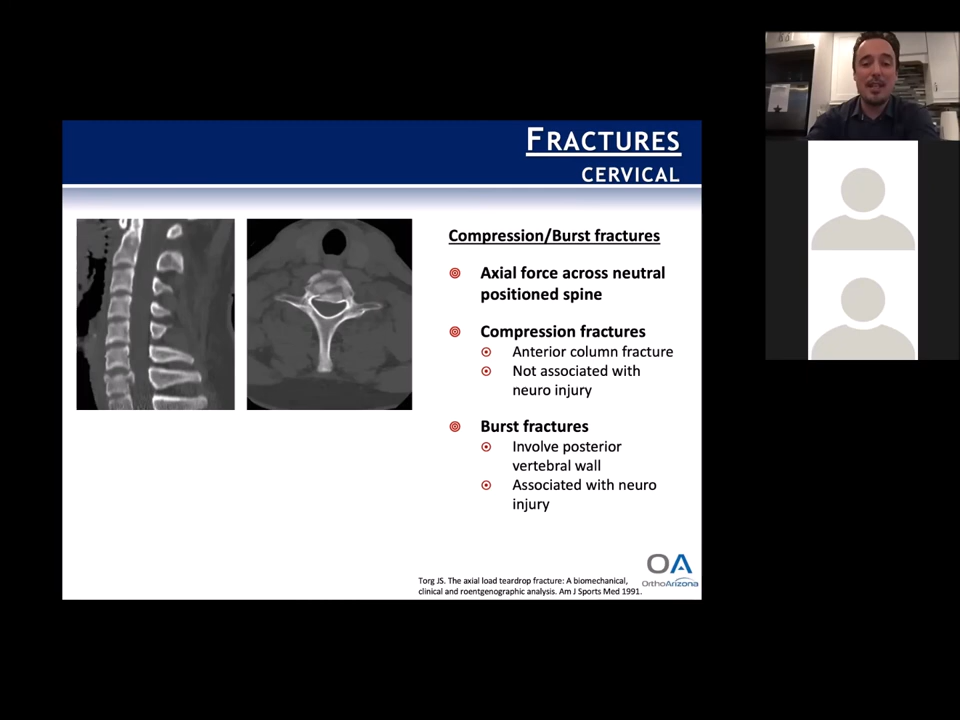 FRACTURES
CERVICAL
Compression/Burst fractures
Axial force across neutral
positioned spine
Compression fractures
Anterior column fracture
Not associated with
neuro injury
Burst fractures
Involve posterior
vertebral wall
Associated with neuro
injury
OA
OrthoArizona
Torg JS. The axial load teardrop fracture: A biomechanical,
clinical and roentgenographic analysis. Am J Sports Med 1991.